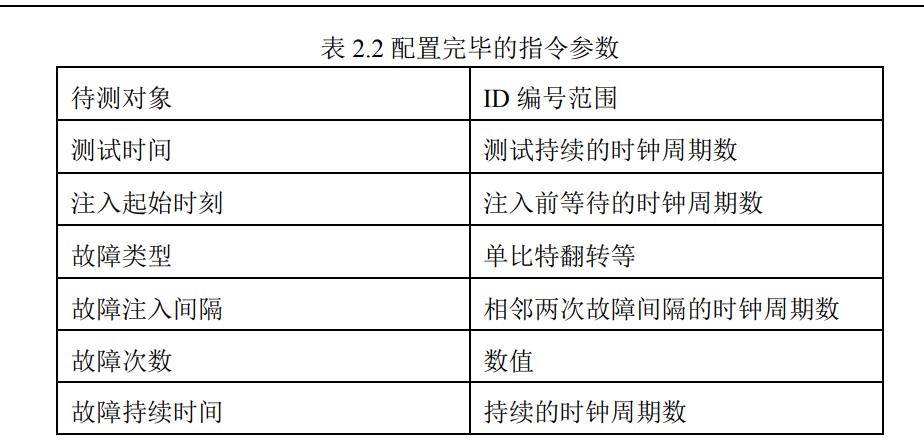 表 2.2 配置完毕的指令参数
待测对象 ID 编号范围
测试时间 测试持续的时钟周期数
注入起始时刻 注入前等待的时钟周期数
故障类型 单比特翻转等
故障注入间隔 相邻两次故障间隔的时钟周期数
故障次数 数值
故障持续时间 持续的时钟周期数